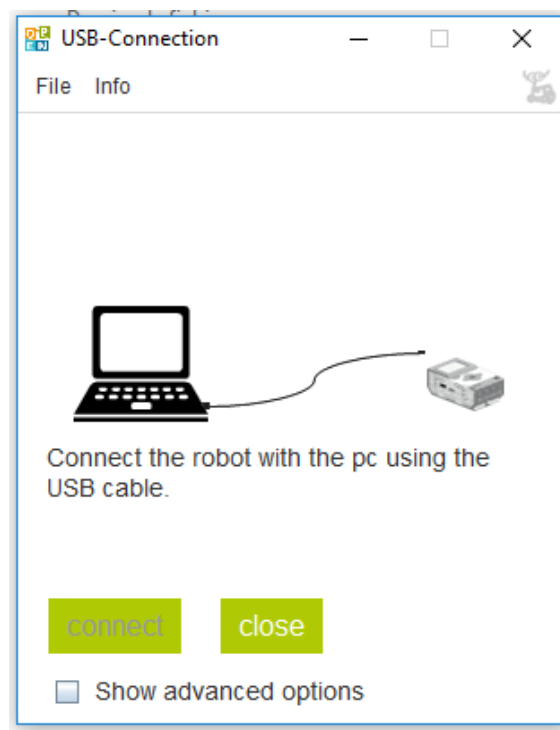 USB-Connection
File Info
Connect the robot with the pc using the
USB cable.
connect close
Show advanced options